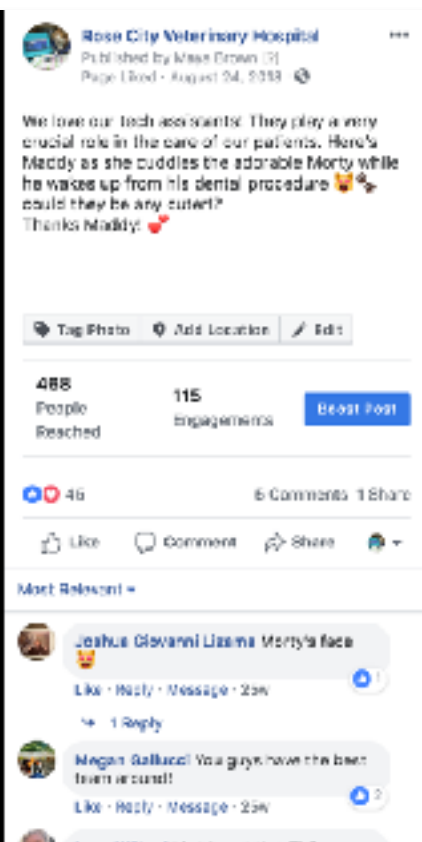 Rose City Veterinary Hospital
Published by Maya Brown [?]
Page Liked · August 24, 2018 ·
We love our tech assistants! They play a very
crucial role in the care of our patients. Here's
Maddy as she cuddles the adorable Morty while
he wakes up from his dental procedure 😻🦴
could they be any cuter!?
Thanks Maddy! 💕
Tag Photo Add Location Edit
468
People
Reached
115
Engagements
Boost Post
46
6 Comments 1 Share
Like Comment Share
Most Relevant
Joshua Giovanni Lizama Morty's face
😻
1
Like · Reply · Message · 25w
1 Reply
Megan Gallucci You guys have the best
team around!
2
Like · Reply · Message · 25w